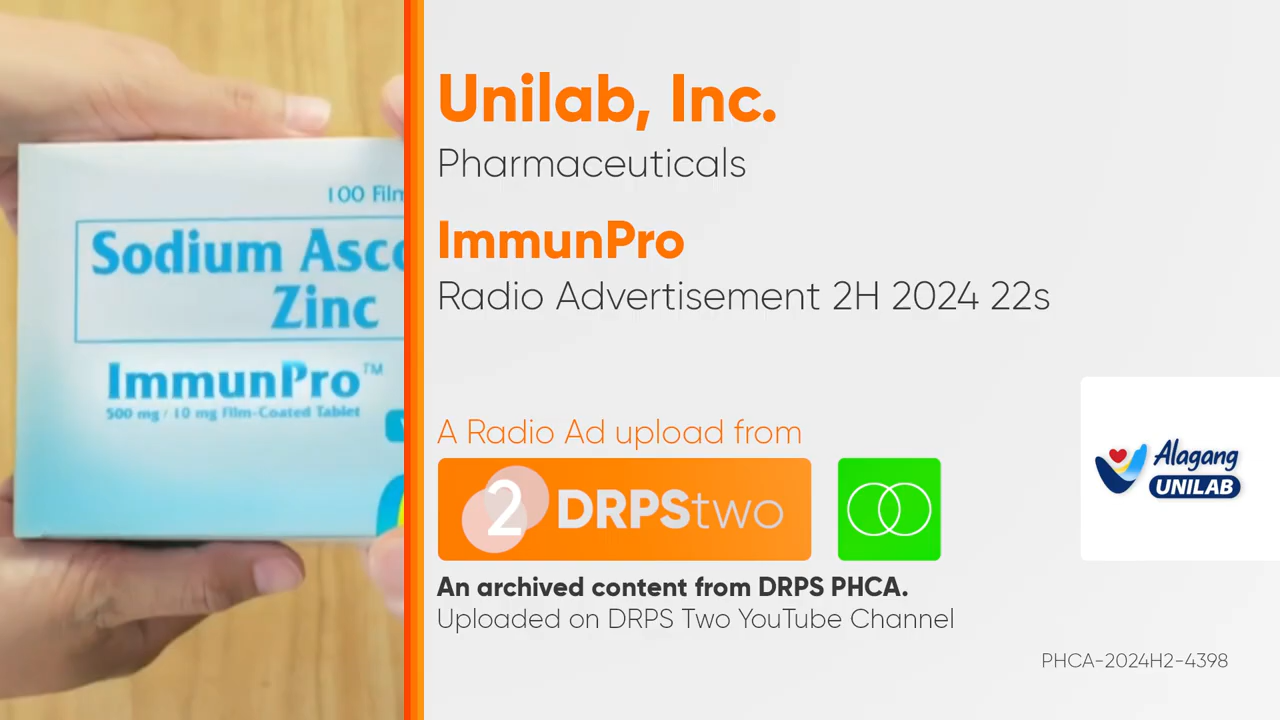 100 Film
Sodium Asco
Zinc
ImmunPro™
500 mg / 10 mg Film-Coated Tablet
Unilab, Inc.
Pharmaceuticals
ImmunPro
Radio Advertisement 2H 2024 22s
A Radio Ad upload from
2 DRPStwo
Alagang
UNILAB
An archived content from DRPS PHCA.
Uploaded on DRPS Two YouTube Channel
PHCA-2024H2-4398